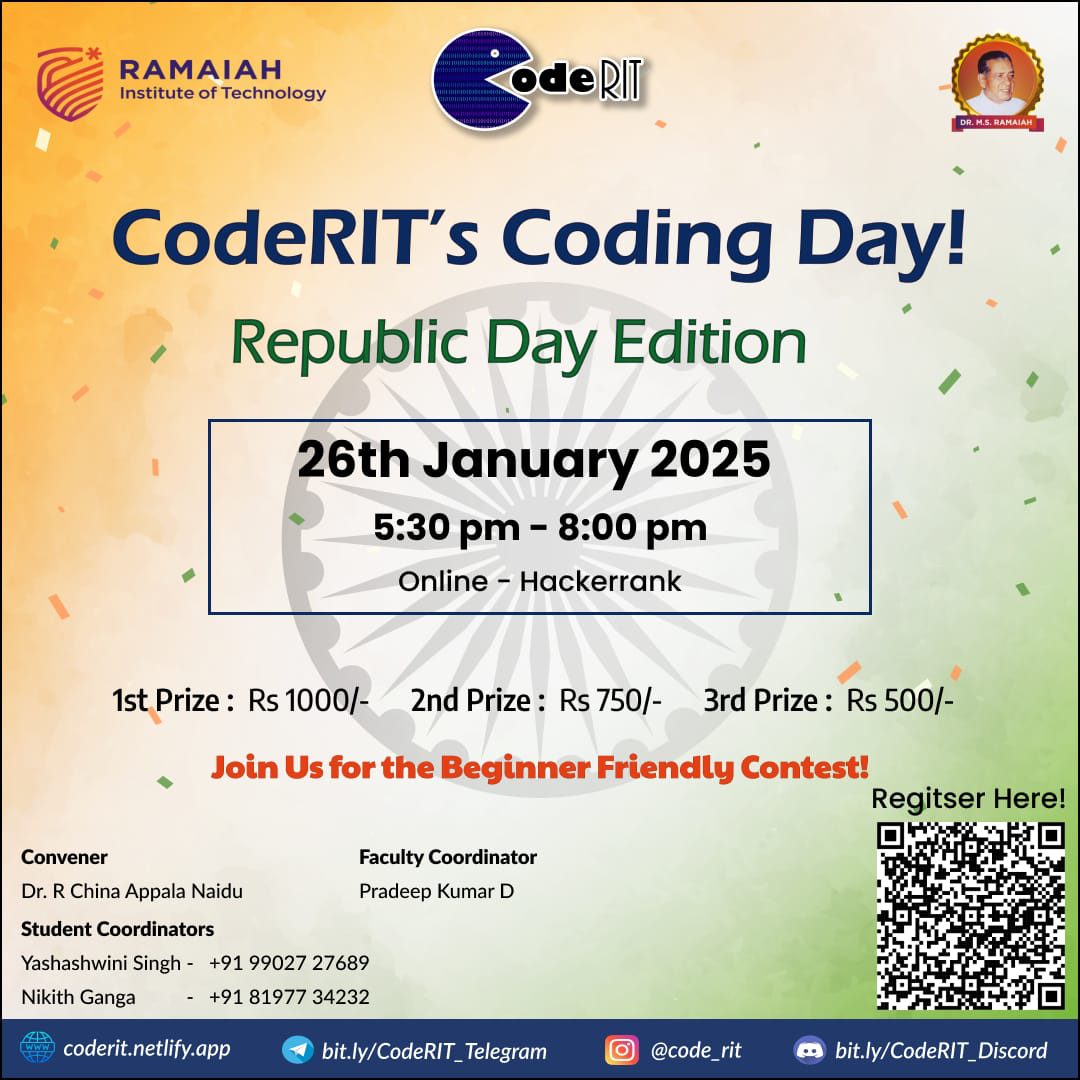 RAMAIAH
Institute of Technology
CodeRIT
DR. M.S. RAMAIAH
CodeRIT's Coding Day!
Republic Day Edition
26th January 2025
5:30 pm - 8:00 pm
Online - Hackerrank
1st Prize : Rs 1000/- 2nd Prize : Rs 750/- 3rd Prize : Rs 500/-
Join Us for the Beginner Friendly Contest!
Regitser Here!
Convener
Dr. R China Appala Naidu
Faculty Coordinator
Pradeep Kumar D
Student Coordinators
Yashashwini Singh - +91 99027 27689
Nikith Ganga - +91 81977 34232
www coderit.netlify.app bit.ly/CodeRIT_Telegram @code_rit bit.ly/CodeRIT_Discord